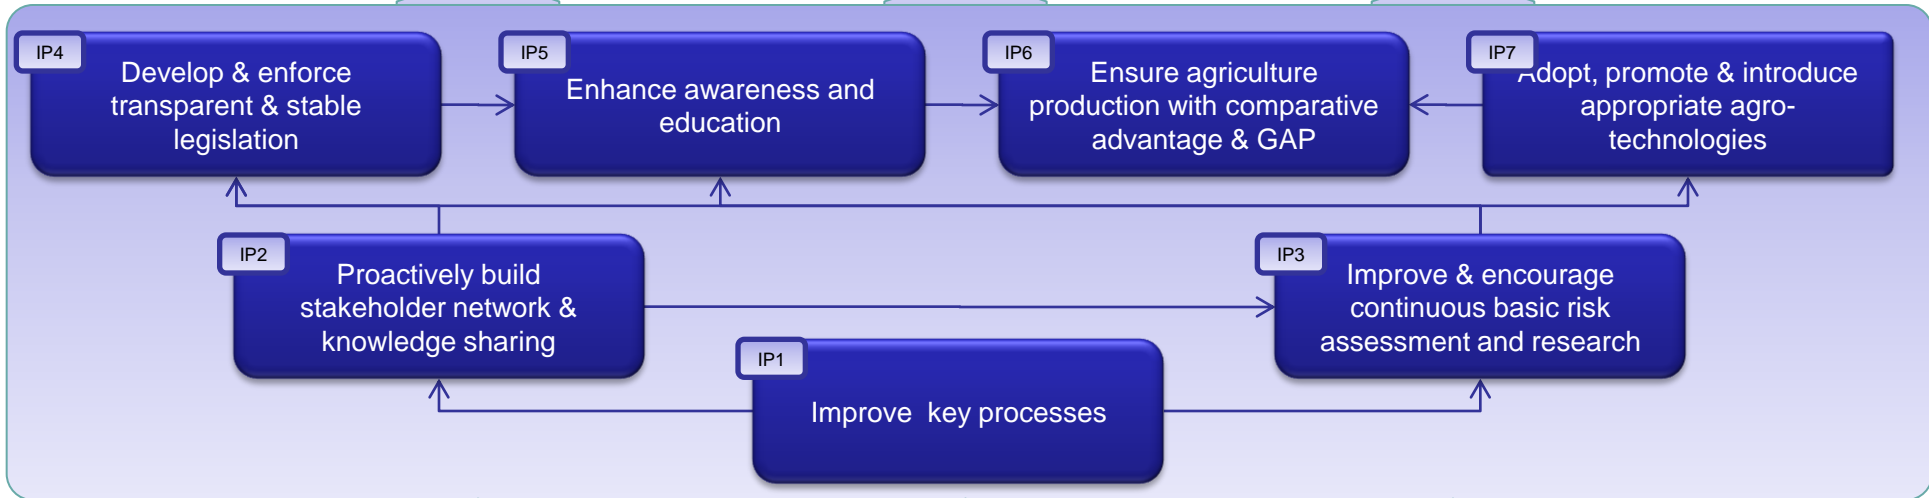 IP4
Develop & enforce
transparent & stable
legislation
IP5
Enhance awareness and
education
IP6
Ensure agriculture
production with comparative
advantage & GAP
IP7
Adopt, promote & introduce
appropriate agro-
technologies
IP2
Proactively build
stakeholder network &
knowledge sharing
IP3
Improve & encourage
continuous basic risk
assessment and research
IP1
Improve key processes